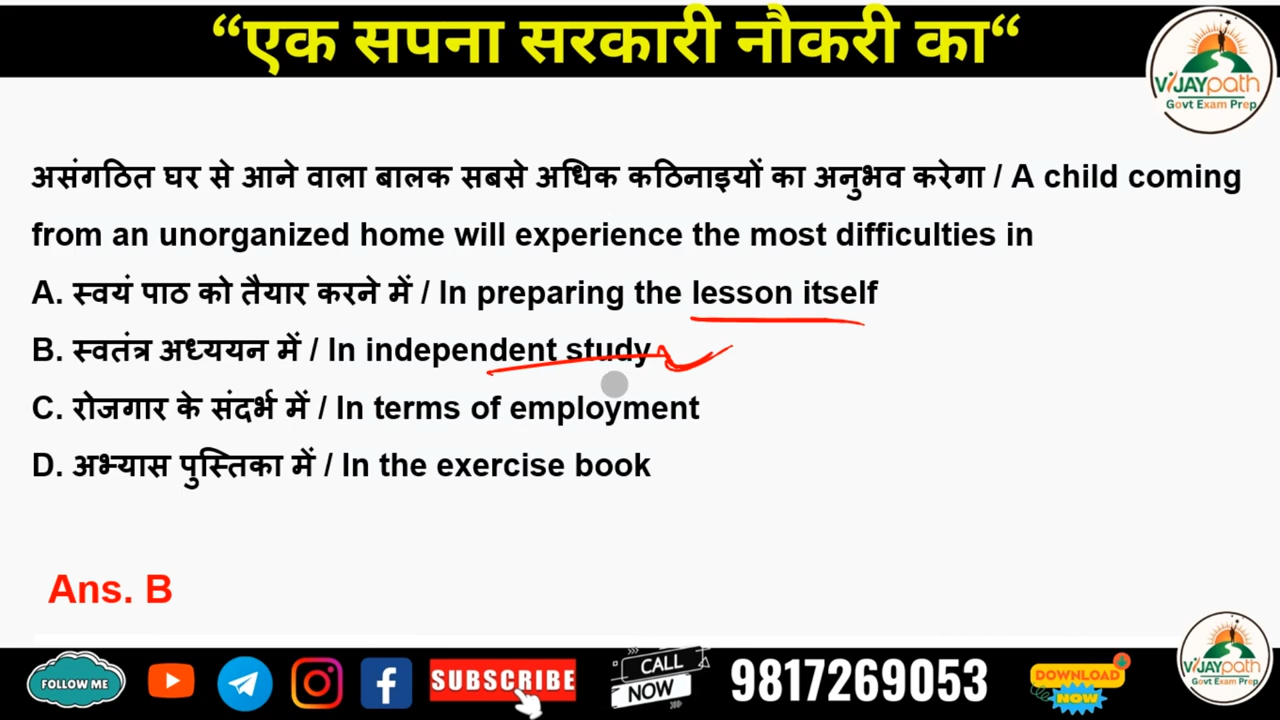 “एक सपना सरकारी नौकरी का“
VIJAYpath
Govt Exam Prep
असंगठित घर से आने वाला बालक सबसे अधिक कठिनाइयों का अनुभव करेगा / A child coming
from an unorganized home will experience the most difficulties in
A. स्वयं पाठ को तैयार करने में / In preparing the lesson itself
B. स्वतंत्र अध्ययन में / In independent study
C. रोजगार के संदर्भ में / In terms of employment
D. अभ्यास पुस्तिका में / In the exercise book
Ans. B
VIJAYpath
Govt Exam Prep
FOLLOW ME
SUBSCRIBE
CALL
NOW
9817269053
DOWNLOAD
NOW